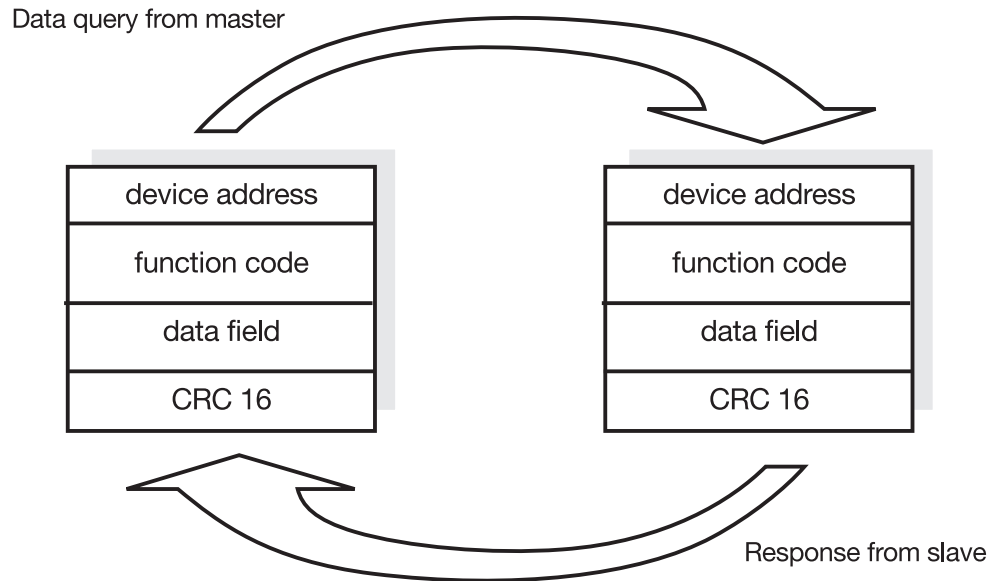 Data query from master
device address
function code
data field
CRC 16
device address
function code
data field
CRC 16
Response from slave